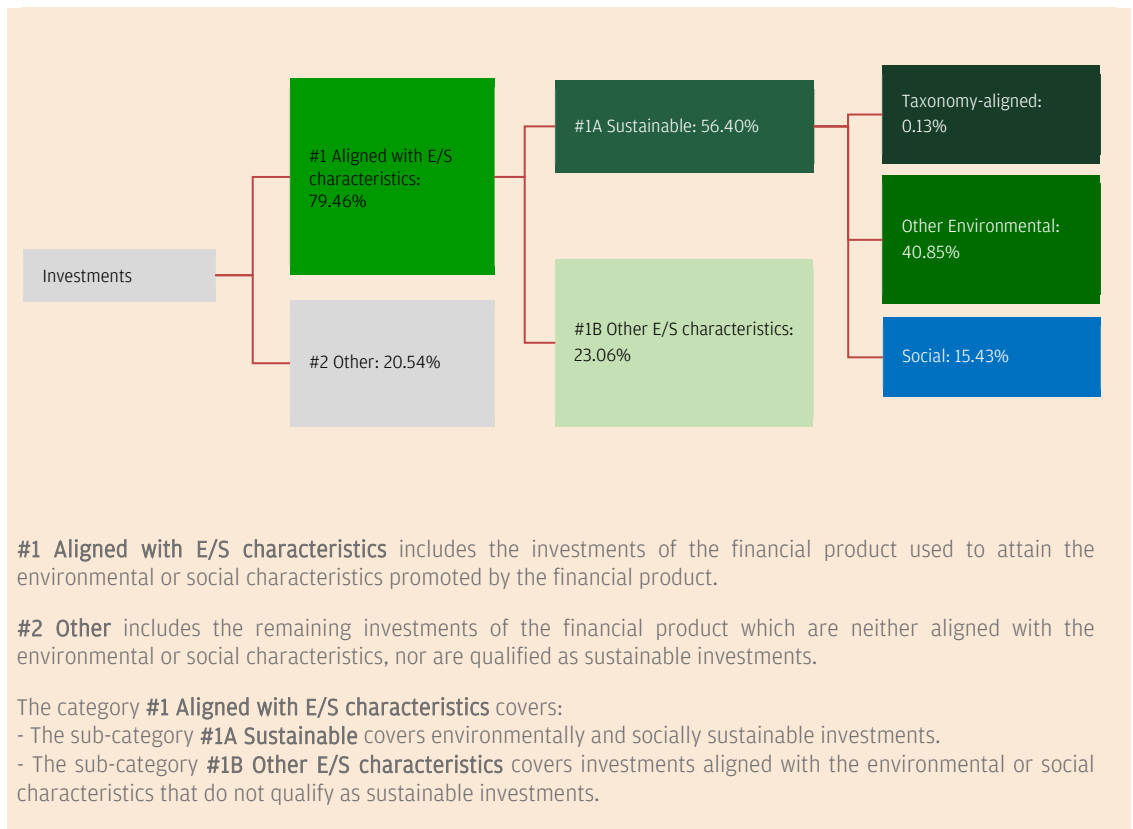 Investments
#1 Aligned with E/S
characteristics:
79.46%
#2 Other: 20.54%
#1A Sustainable: 56.40%
#1B Other E/S characteristics:
23.06%
Taxonomy-aligned:
0.13%
Other Environmental:
40.85%
Social: 15.43%
#1 Aligned with E/S characteristics includes the investments of the financial product used to attain the
environmental or social characteristics promoted by the financial product.
#2 Other includes the remaining investments of the financial product which are neither aligned with the
environmental or social characteristics, nor are qualified as sustainable investments.
The category #1 Aligned with E/S characteristics covers:
- The sub-category #1A Sustainable covers environmentally and socially sustainable investments.
- The sub-category #1B Other E/S characteristics covers investments aligned with the environmental or social
characteristics that do not qualify as sustainable investments.